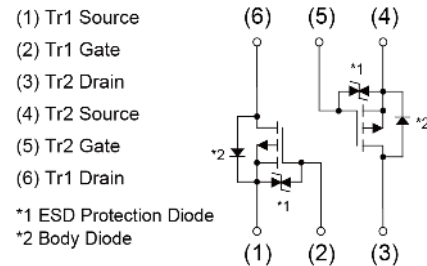 (1) Tr1 Source
(2) Tr1 Gate
(3) Tr2 Drain
(4) Tr2 Source
(5) Tr2 Gate
(6) Tr1 Drain
*1 ESD Protection Diode
*2 Body Diode
(6) (5) (4)
*1
*2
*2
*1
(1) (2) (3)